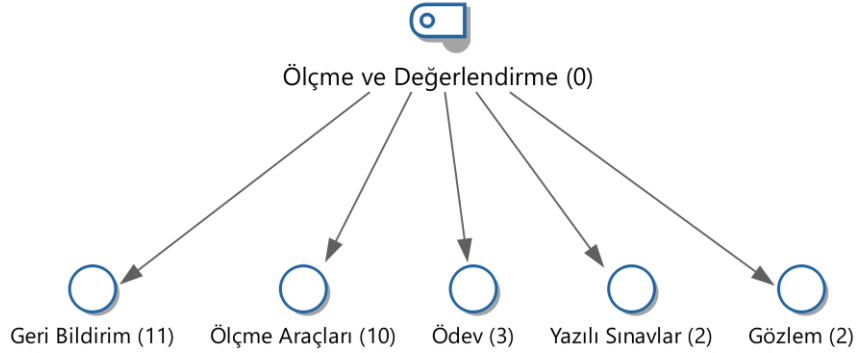 Ölçme ve Değerlendirme (0)
Geri Bildirim (11)
Ölçme Araçları (10)
Ödev (3)
Yazılı Sınavlar (2)
Gözlem (2)